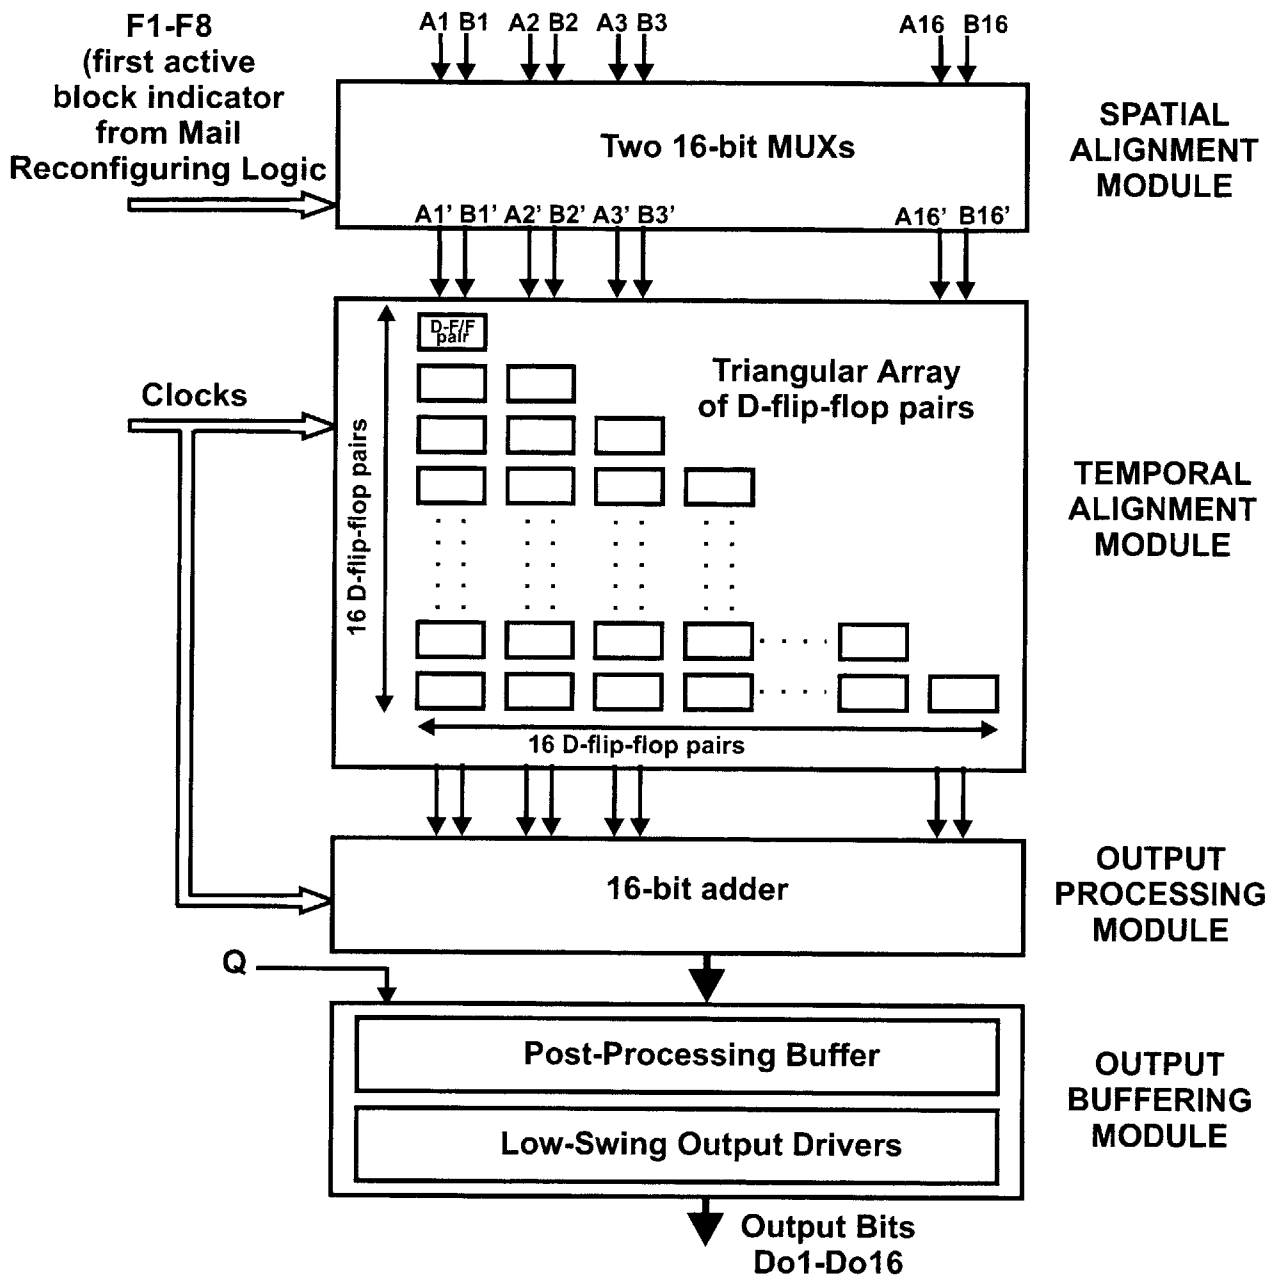 F1-F8
(first active
block indicator
from Mail
Reconfiguring Logic
A1 B1 A2 B2 A3 B3 A16 B16
Two 16-bit MUXs
SPATIAL
ALIGNMENT
MODULE
A1' B1' A2' B2' A3' B3' A16' B16'
D-F/F
pair
Triangular Array
of D-flip-flop pairs
Clocks
16 D-flip-flop pairs
16 D-flip-flop pairs
TEMPORAL
ALIGNMENT
MODULE
16-bit adder
OUTPUT
PROCESSING
MODULE
Q
Post-Processing Buffer
Low-Swing Output Drivers
OUTPUT
BUFFERING
MODULE
Output Bits
Do1-Do16